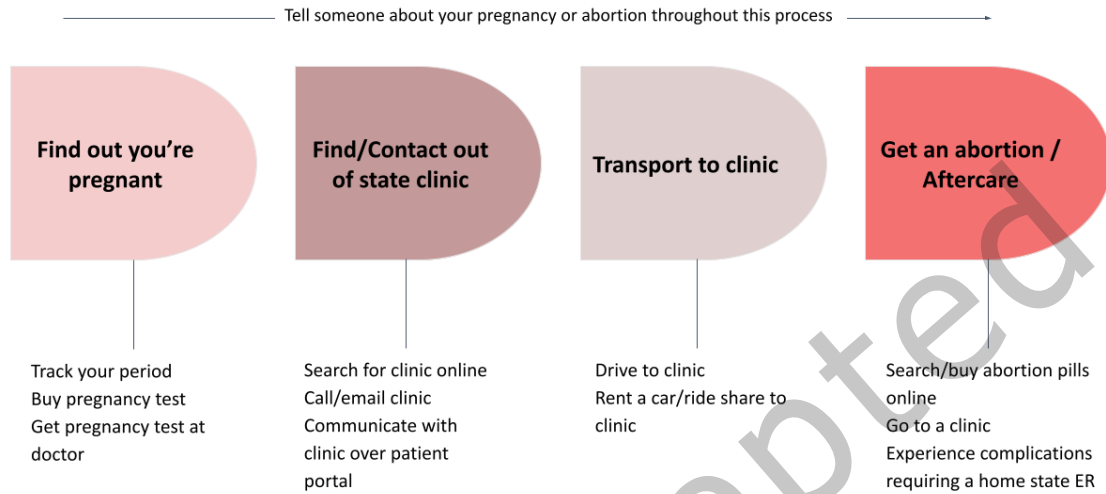 Tell someone about your pregnancy or abortion throughout this process
Find out you're
pregnant
Find/Contact out
of state clinic
Transport to clinic
Get an abortion /
Aftercare
Track your period
Buy pregnancy test
Get pregnancy test at
doctor
Search for clinic online
Call/email clinic
Communicate with
clinic over patient
portal
Drive to clinic
Rent a car/ride share to
clinic
Search/buy abortion pills
online
Go to a clinic
Experience complications
requiring a home state ER
epted